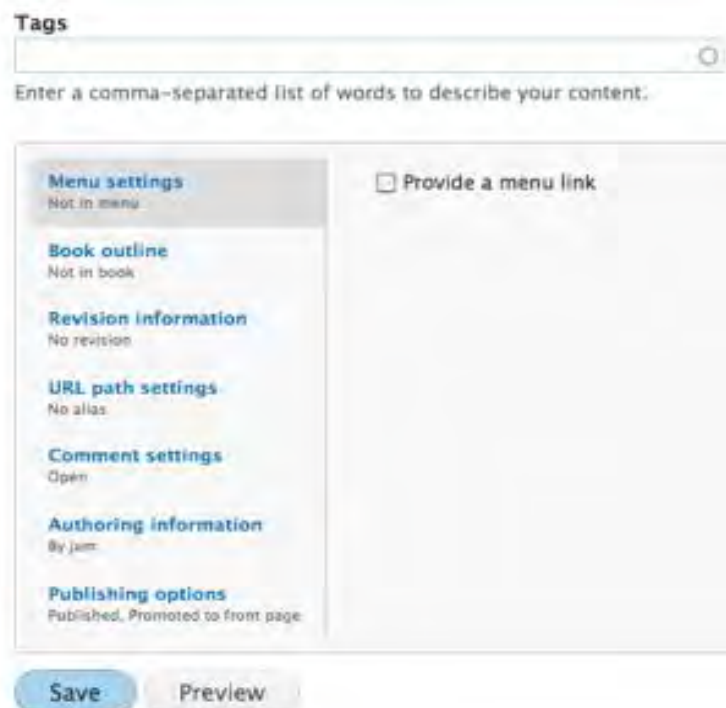 Tags
Enter a comma-separated list of words to describe your content.
Menu settings
Provide a menu link
Not in menu
Book outline
Not in book
Revision information
No revision
URL path settings
No alias
Comment settings
Open
Authoring information
By jam
Publishing options
Published, Promoted to front page
Save Preview